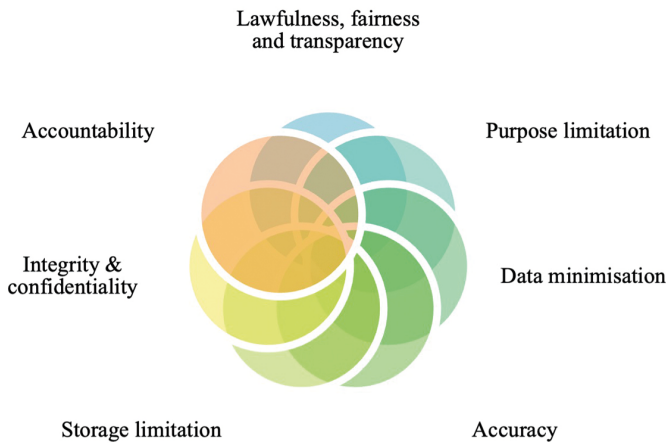 Lawfulness, fairness
and transparency
Accountability
Purpose limitation
Integrity &
confidentiality
Data minimisation
Storage limitation
Accuracy